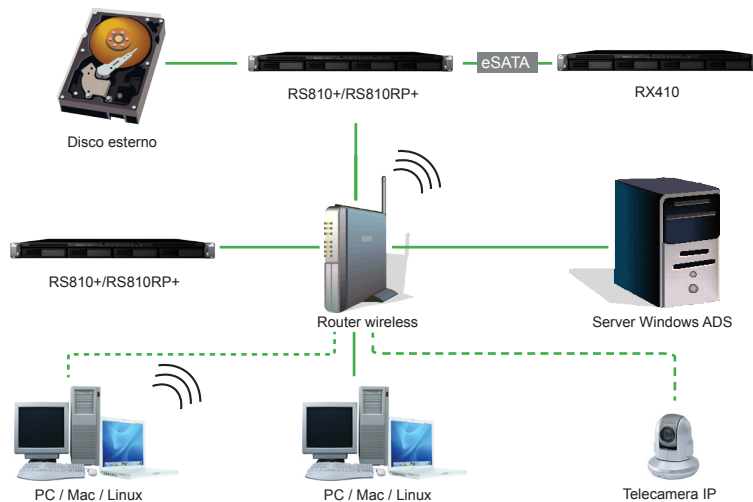 eSATA
RS810+/RS810RP+
RX410
Disco esterno
RS810+/RS810RP+
Router wireless
Server Windows ADS
PC / Mac / Linux
PC / Mac / Linux
Telecamera IP